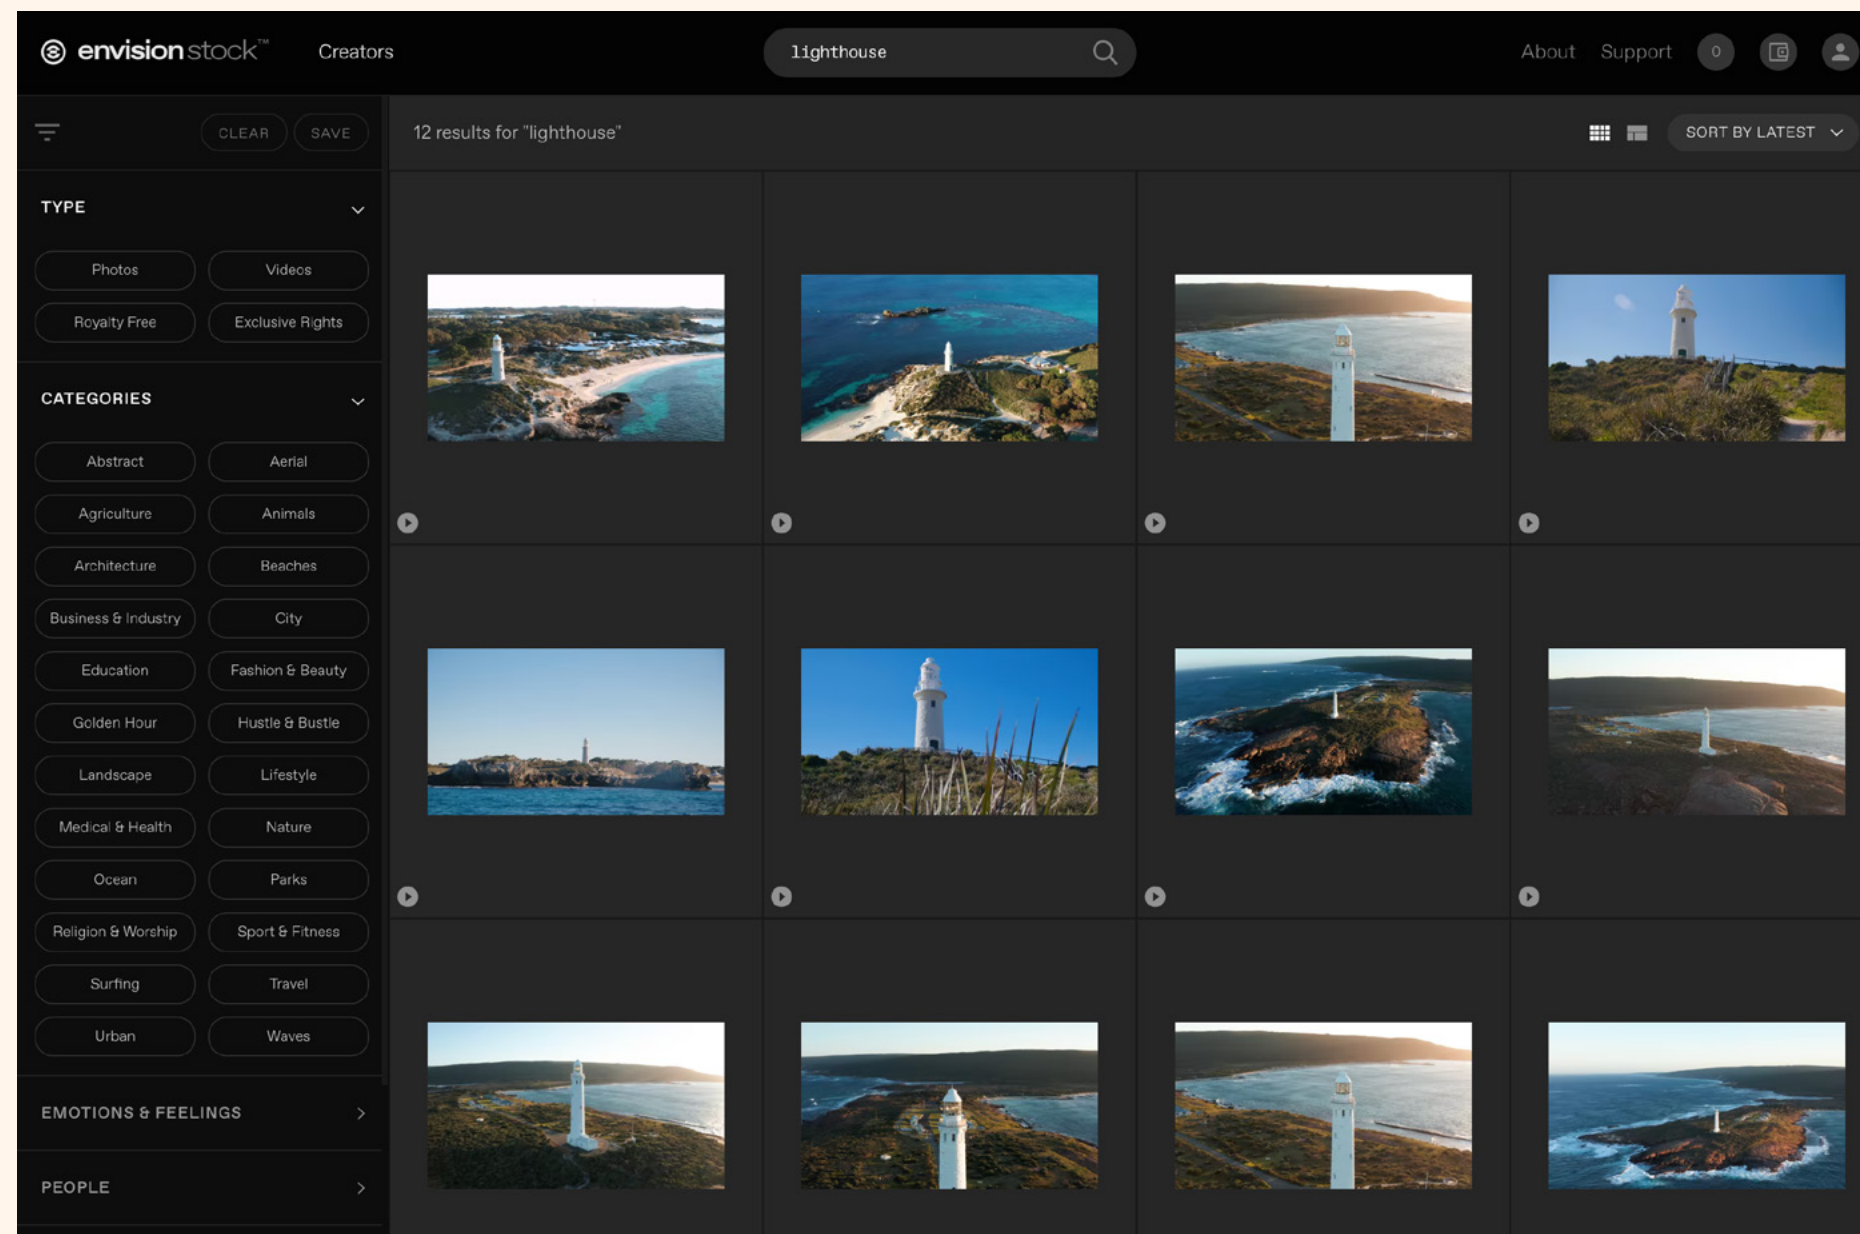 envision stock™ Creators lighthouse About Support 0
CLEAR SAVE 12 results for "lighthouse" SORT BY LATEST
TYPE
Photos Videos
Royalty Free Exclusive Rights
CATEGORIES
Abstract Aerial
Agriculture Animals
Architecture Beaches
Business & Industry City
Education Fashion & Beauty
Golden Hour Hustle & Bustle
Landscape Lifestyle
Medical & Health Nature
Ocean Parks
Religion & Worship Sport & Fitness
Surfing Travel
Urban Waves
EMOTIONS & FEELINGS
PEOPLE